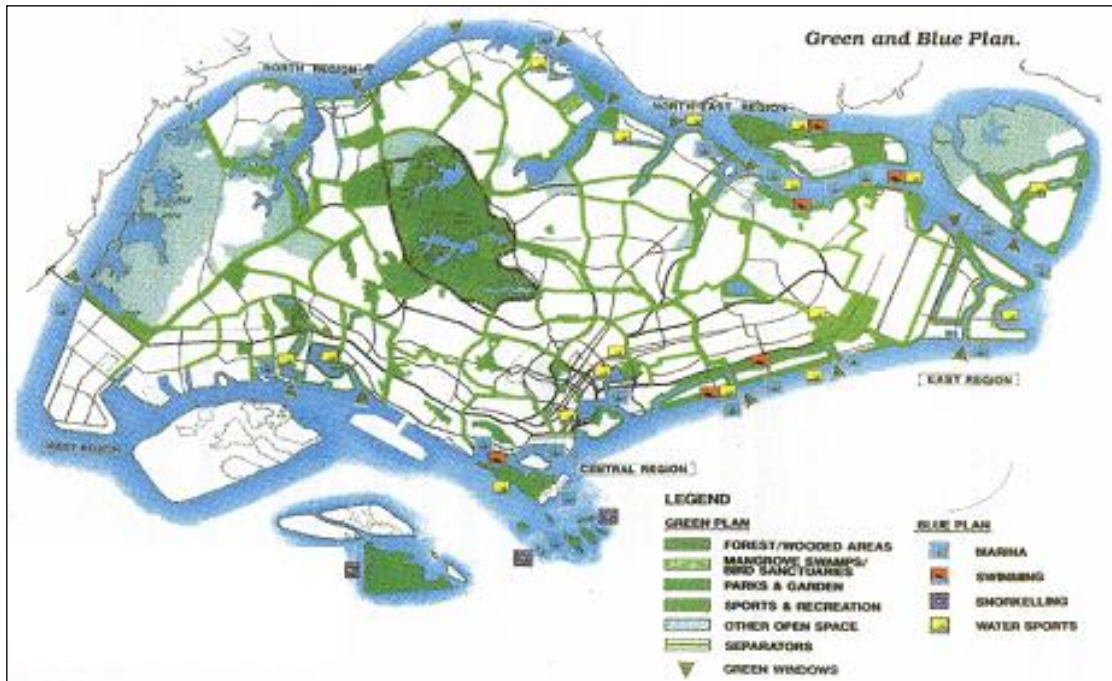 Green and Blue Plan.
NORTH REGION
NORTH EAST REGION
EAST REGION
CENTRAL REGION
LEGEND
GREEN PLAN
FOREST/WOODED AREAS
MANGROVE SWAMPS/
BIRD SANCTUARIES
PARKS & GARDEN
SPORTS & RECREATION
OTHER OPEN SPACE
SEPARATORS
GREEN WINDOWS
BLUE PLAN
MARINA
SWIMMING
SNORKELLING
WATER SPORTS